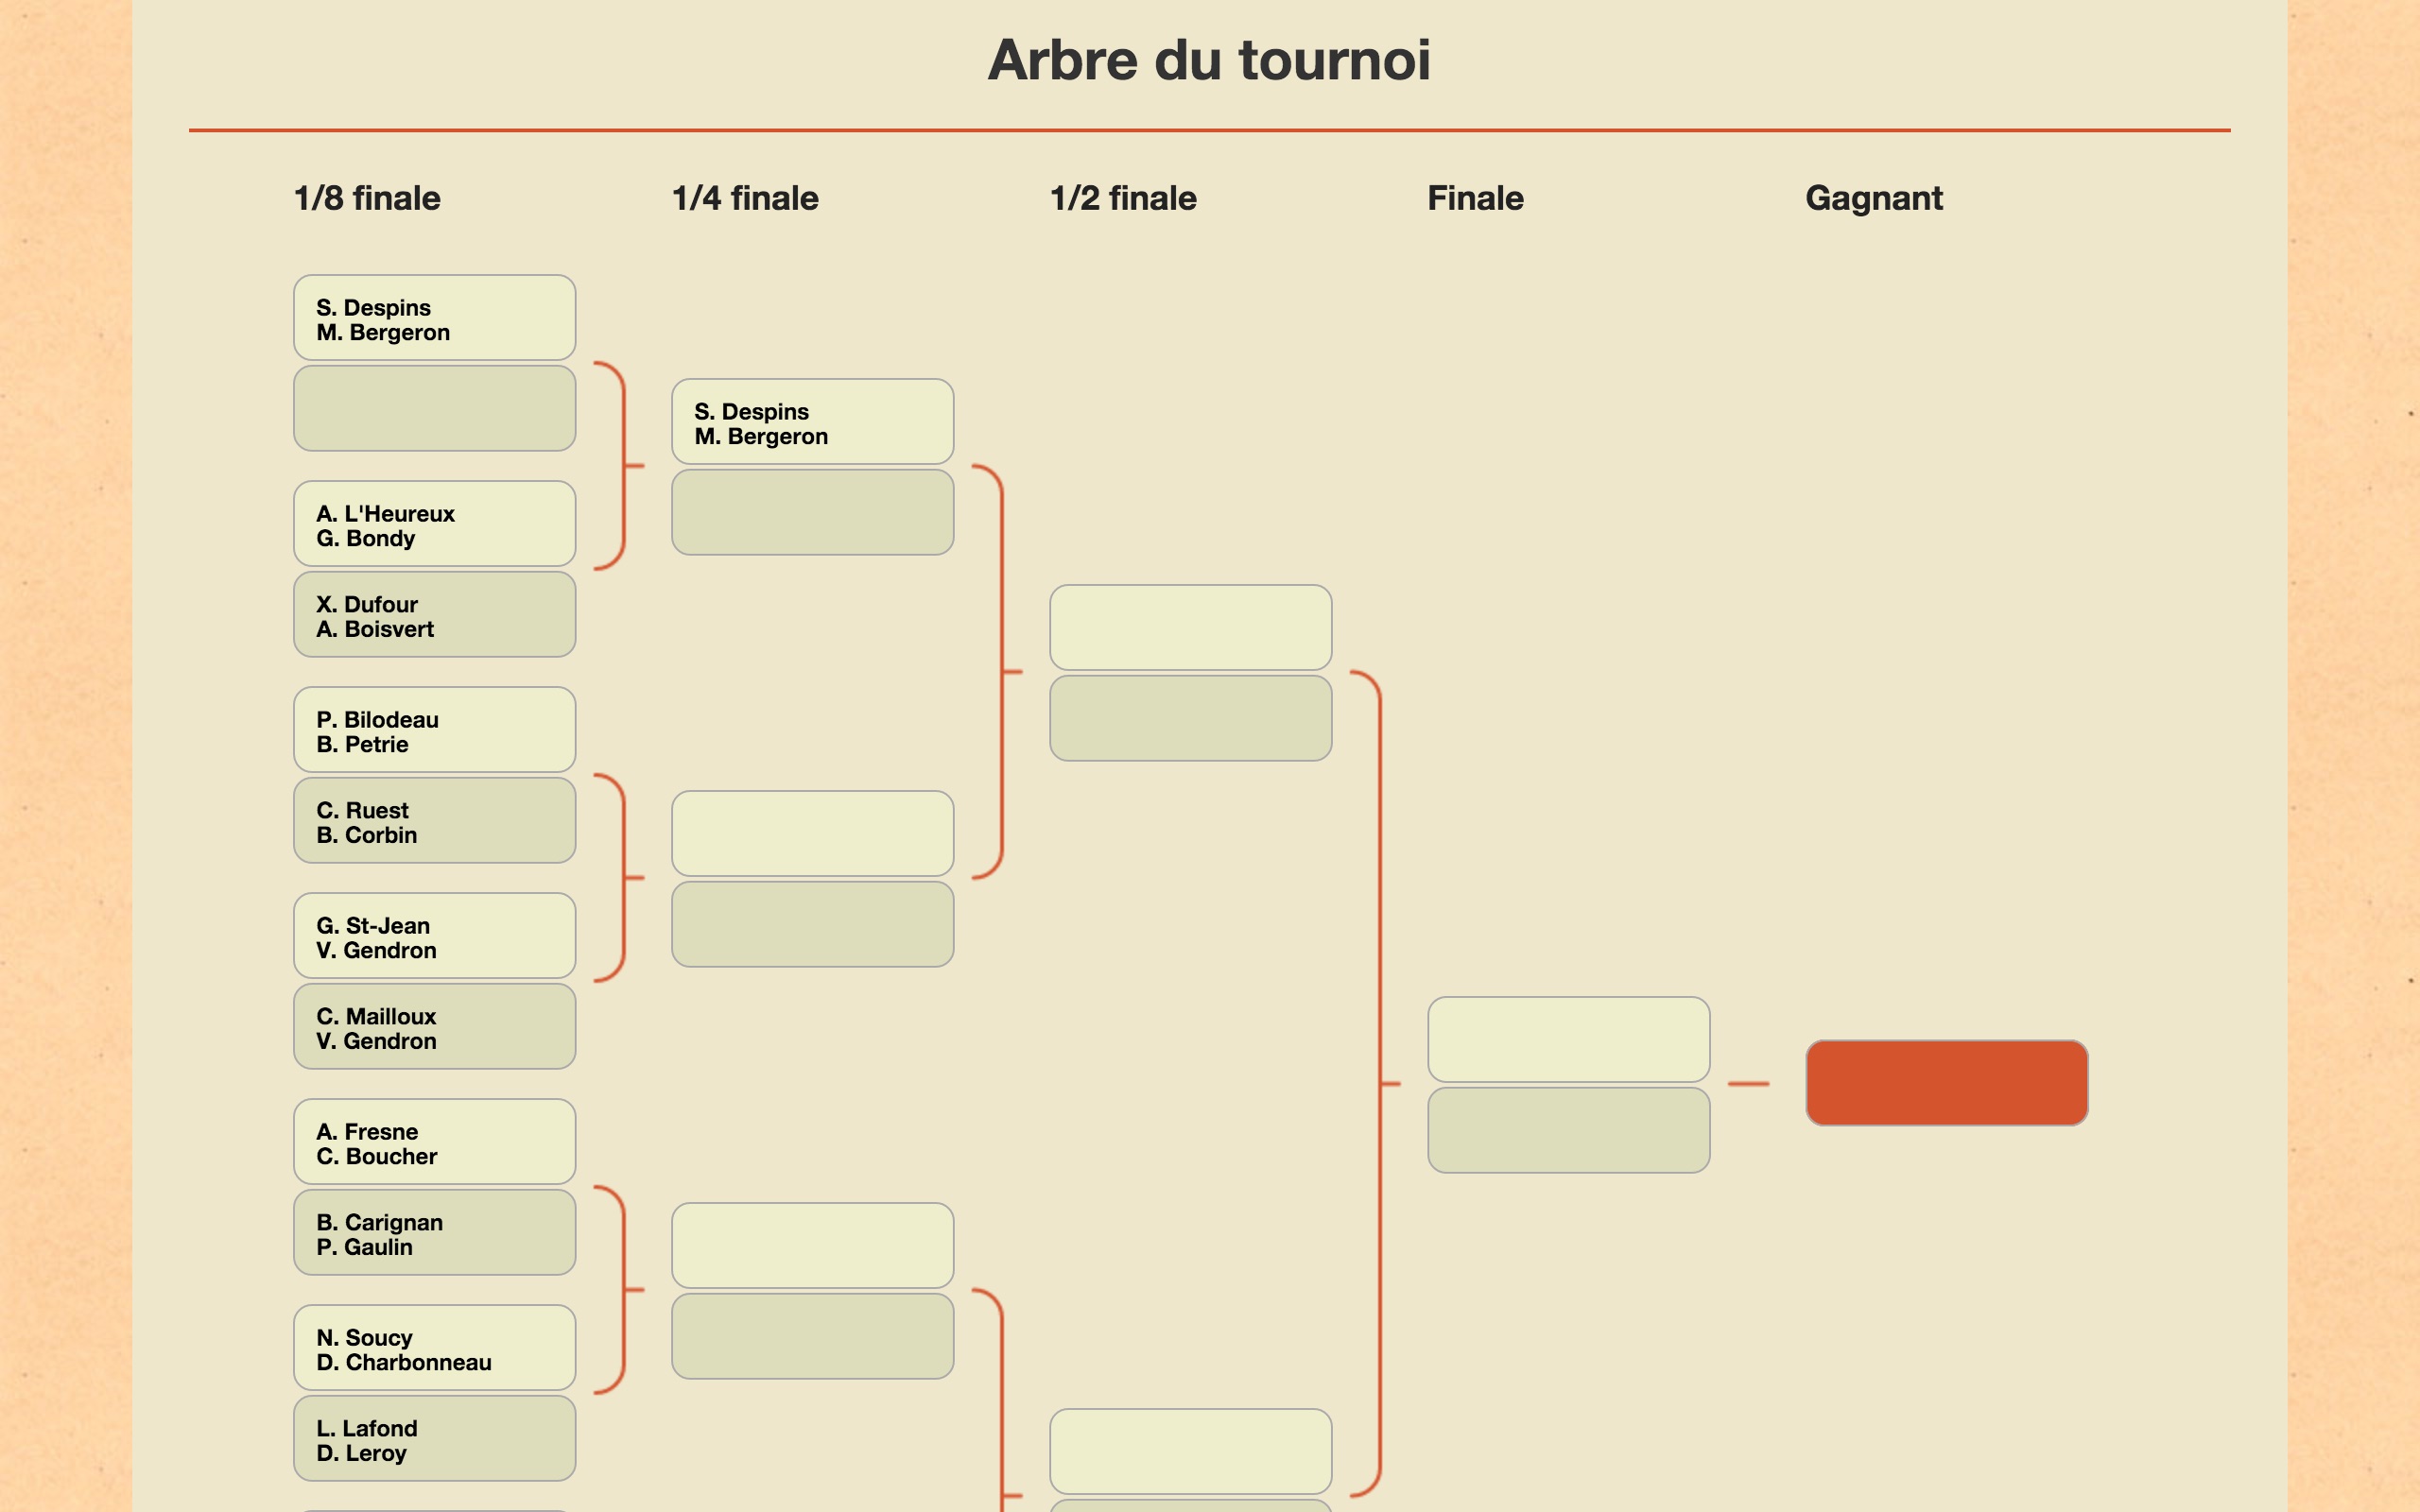 Arbre du tournoi
1/8 finale
1/4 finale
1/2 finale
Finale
Gagnant
S. Despins
M. Bergeron
A. L'Heureux
G. Bondy
X. Dufour
A. Boisvert
P. Bilodeau
B. Petrie
C. Ruest
B. Corbin
G. St-Jean
V. Gendron
C. Mailloux
V. Gendron
A. Fresne
C. Boucher
B. Carignan
P. Gaulin
N. Soucy
D. Charbonneau
L. Lafond
D. Leroy
S. Despins
M. Bergeron